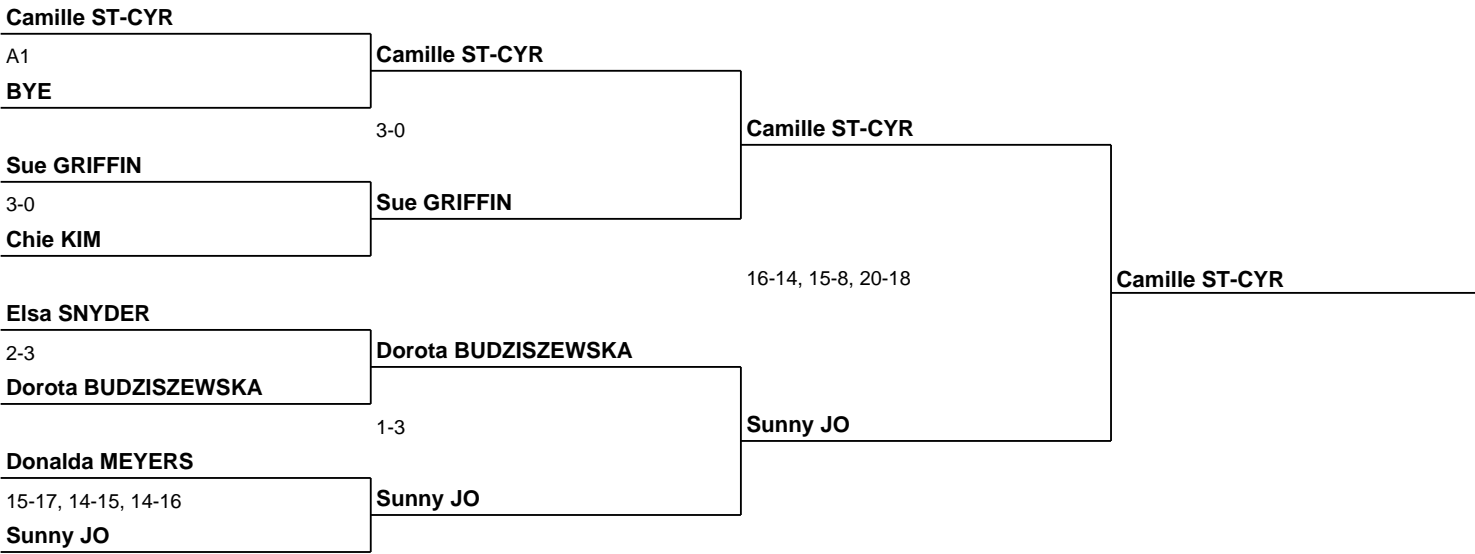 Camille ST-CYR
A1
BYE
Camille ST-CYR
3-0
Sue GRIFFIN
3-0
Chie KIM
Sue GRIFFIN
Camille ST-CYR
16-14, 15-8, 20-18
Camille ST-CYR
Elsa SNYDER
2-3
Dorota BUDZISZEWSKA
Dorota BUDZISZEWSKA
1-3
Sunny JO
Donalda MEYERS
15-17, 14-15, 14-16
Sunny JO
Sunny JO